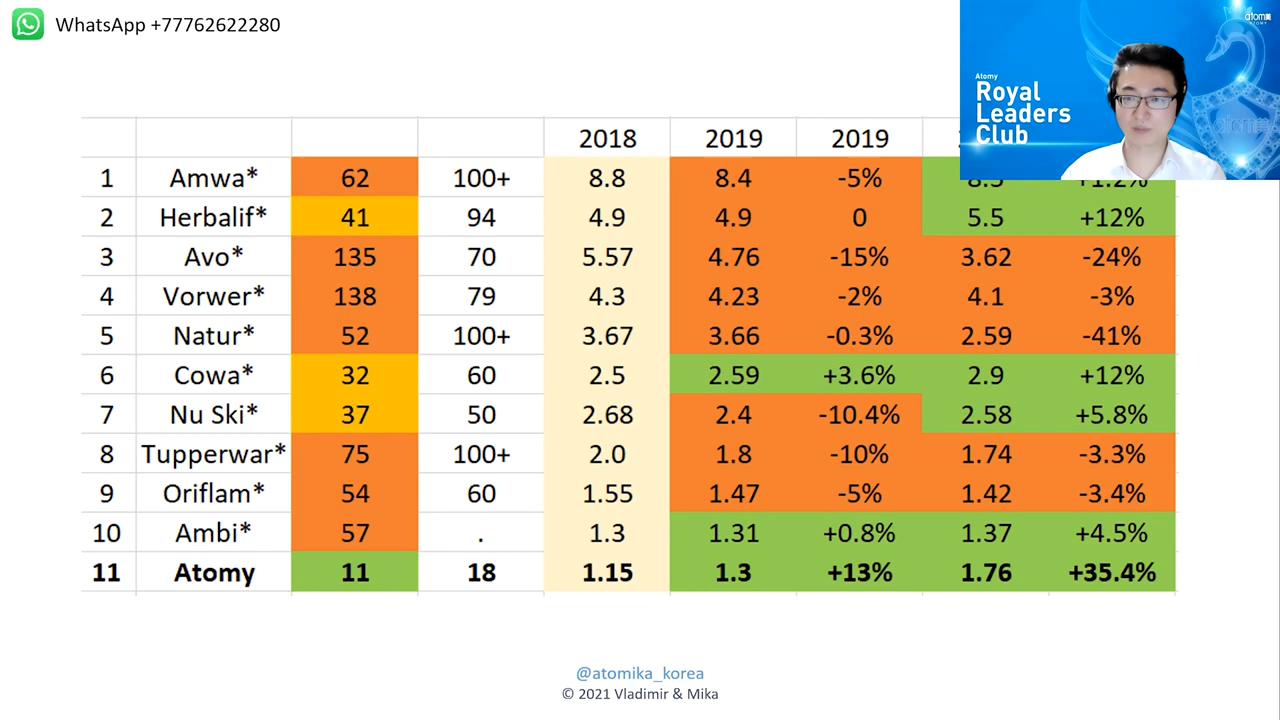 WhatsApp +77762622280
atomm
ATOMY
Atomy
Royal
Leaders
Club
2018 2019 2019
1 Amwa* 62 100+ 8.8 8.4 -5% 8.5 +1.2%
2 Herbalif* 41 94 4.9 4.9 0 5.5 +12%
3 Avo* 135 70 5.57 4.76 -15% 3.62 -24%
4 Vorwer* 138 79 4.3 4.23 -2% 4.1 -3%
5 Natur* 52 100+ 3.67 3.66 -0.3% 2.59 -41%
6 Cowa* 32 60 2.5 2.59 +3.6% 2.9 +12%
7 Nu Ski* 37 50 2.68 2.4 -10.4% 2.58 +5.8%
8 Tupperwar* 75 100+ 2.0 1.8 -10% 1.74 -3.3%
9 Oriflam* 54 60 1.55 1.47 -5% 1.42 -3.4%
10 Ambi* 57 . 1.3 1.31 +0.8% 1.37 +4.5%
11 Atomy 11 18 1.15 1.3 +13% 1.76 +35.4%
@atomika_korea
© 2021 Vladimir & Mika